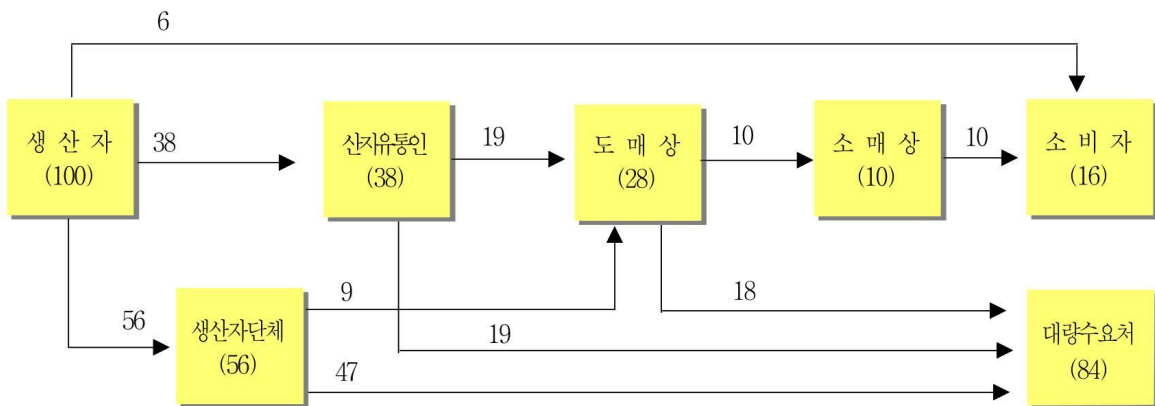 6
생 산 자
(100)
38
산지유통인
(38)
19
도 매 상
(28)
10
소 매 상
(10)
10
소 비 자
(16)
56
생산자단체
(56)
9
19
47
18
대량수요처
(84)